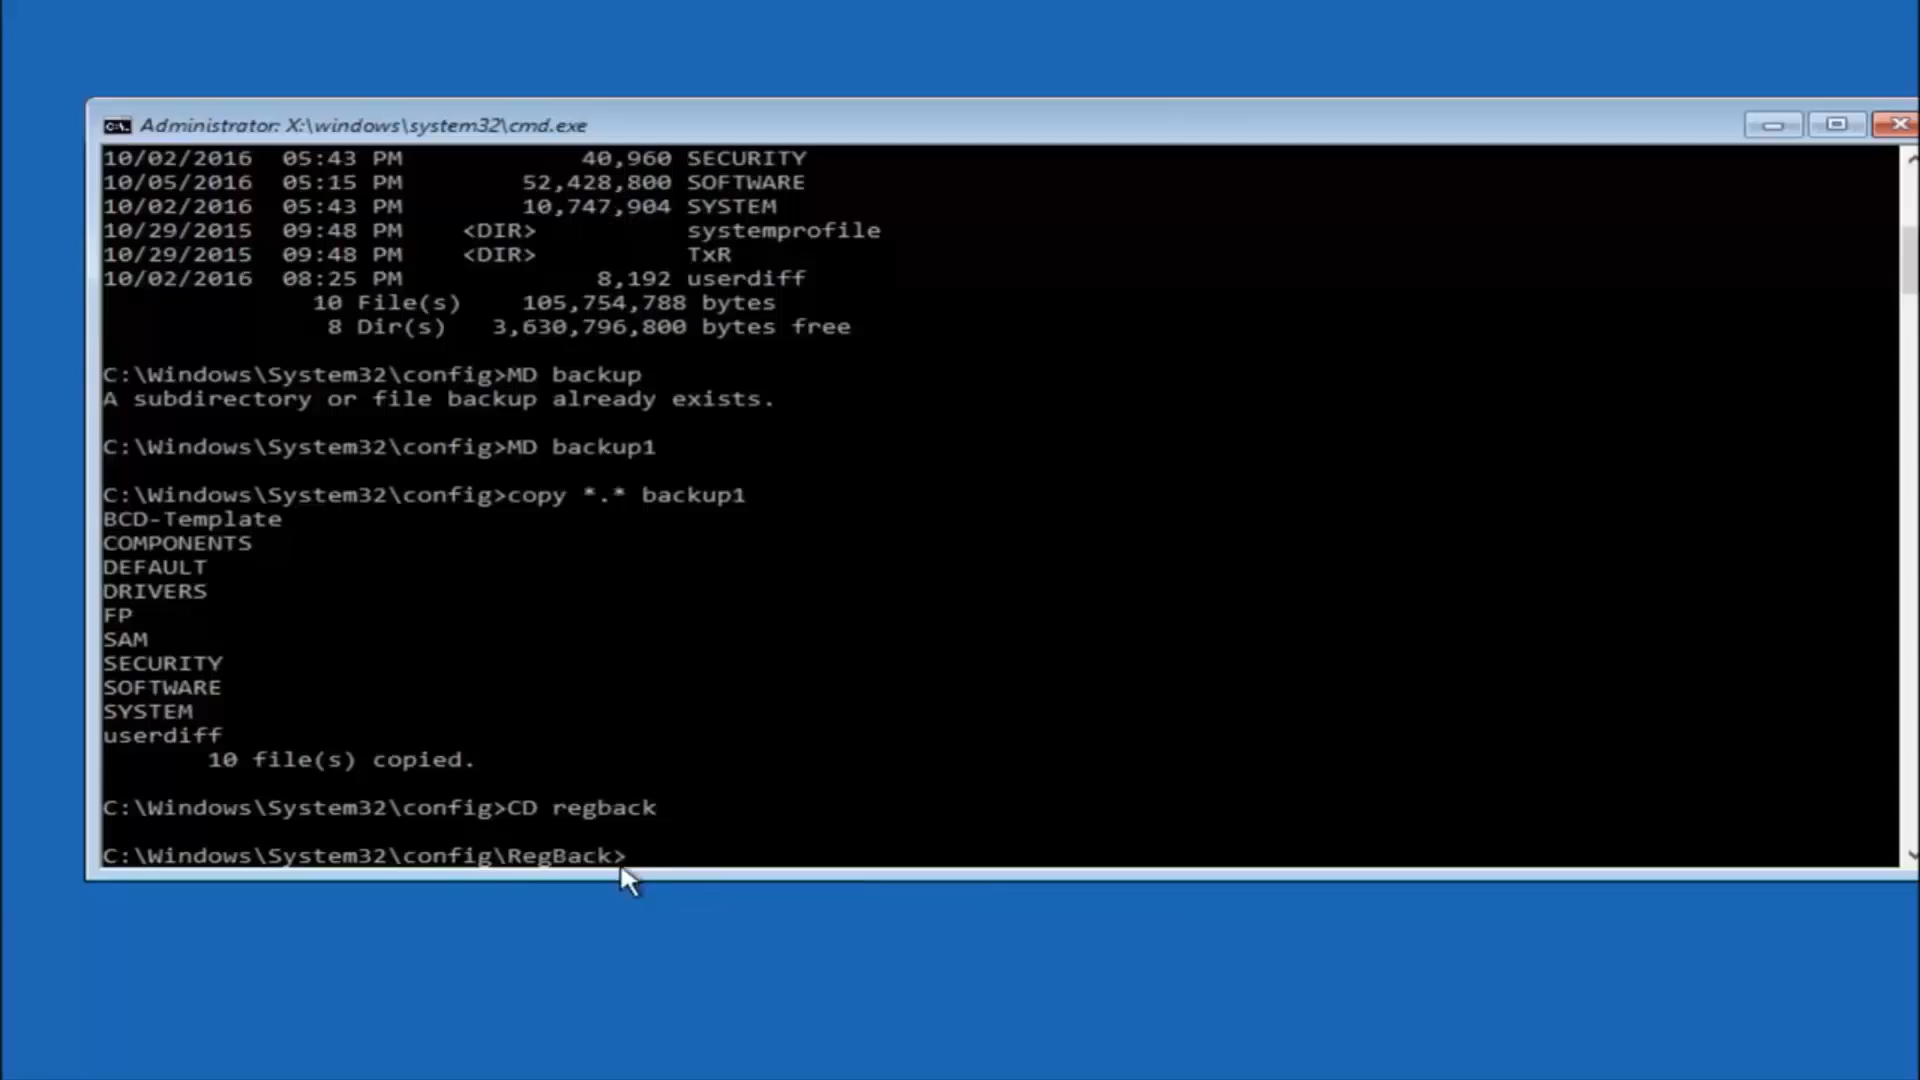 Administrator: X:\windows\system32\cmd.exe
10/02/2016  05:43 PM            40,960 SECURITY
10/05/2016  05:15 PM        52,428,800 SOFTWARE
10/02/2016  05:43 PM        10,747,904 SYSTEM
10/29/2015  09:48 PM    <DIR>          systemprofile
10/29/2015  09:48 PM    <DIR>          TxR
10/02/2016  08:25 PM             8,192 userdiff
              10 File(s)    105,754,788 bytes
               8 Dir(s)   3,630,796,800 bytes free
C:\Windows\System32\config>MD backup
A subdirectory or file backup already exists.
C:\Windows\System32\config>MD backup1
C:\Windows\System32\config>copy *.* backup1
BCD-Template
COMPONENTS
DEFAULT
DRIVERS
FP
SAM
SECURITY
SOFTWARE
SYSTEM
userdiff
       10 file(s) copied.
C:\Windows\System32\config>CD regback
C:\Windows\System32\config\RegBack>